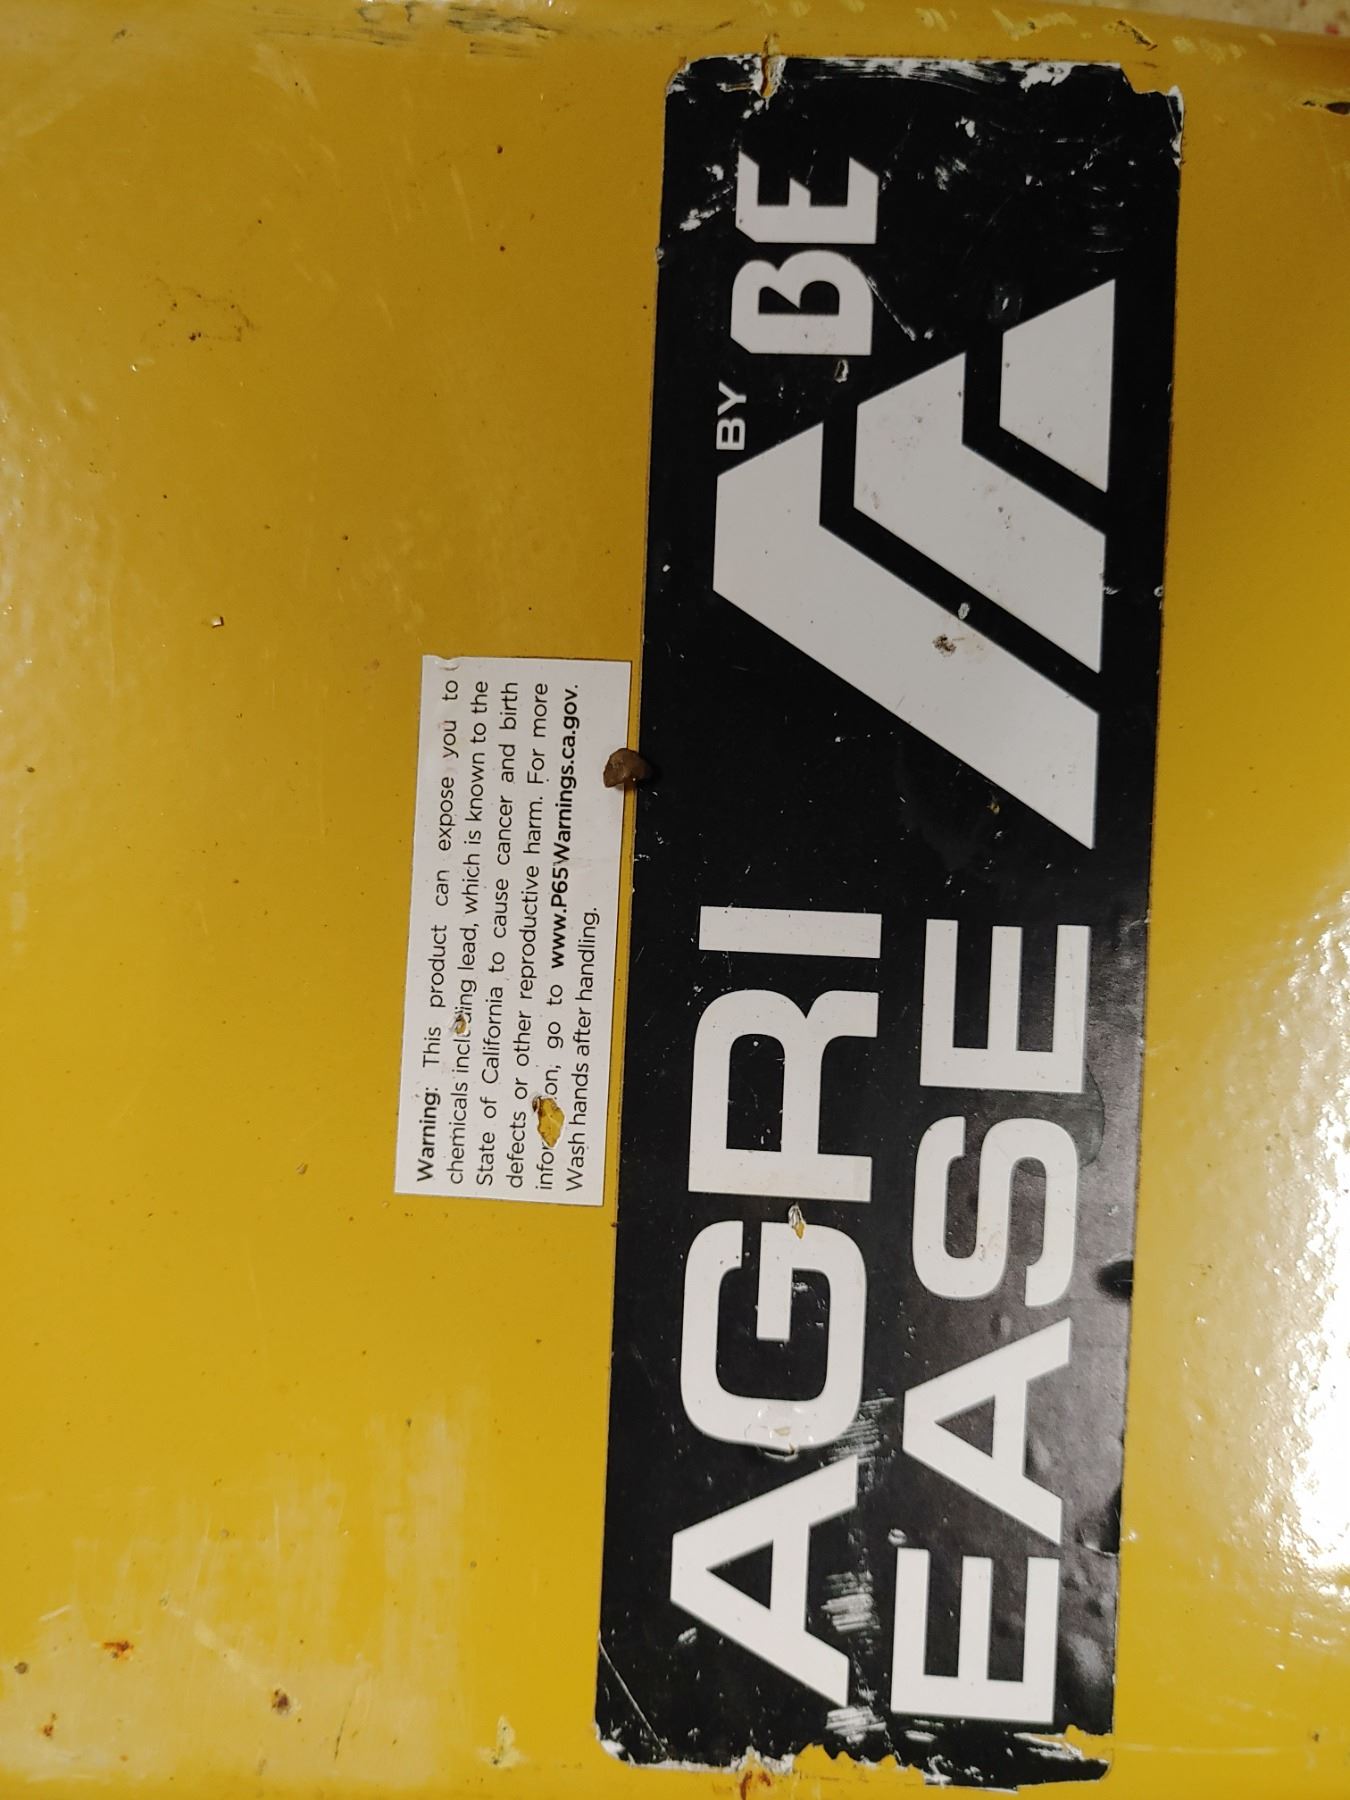 Warning: This product can expose you to
chemicals including lead, which is known to the
State of California to cause cancer and birth
defects or other reproductive harm. For more
information, go to www.P65Warnings.ca.gov.
Wash hands after handling.
AGRI
EASE
BY BE